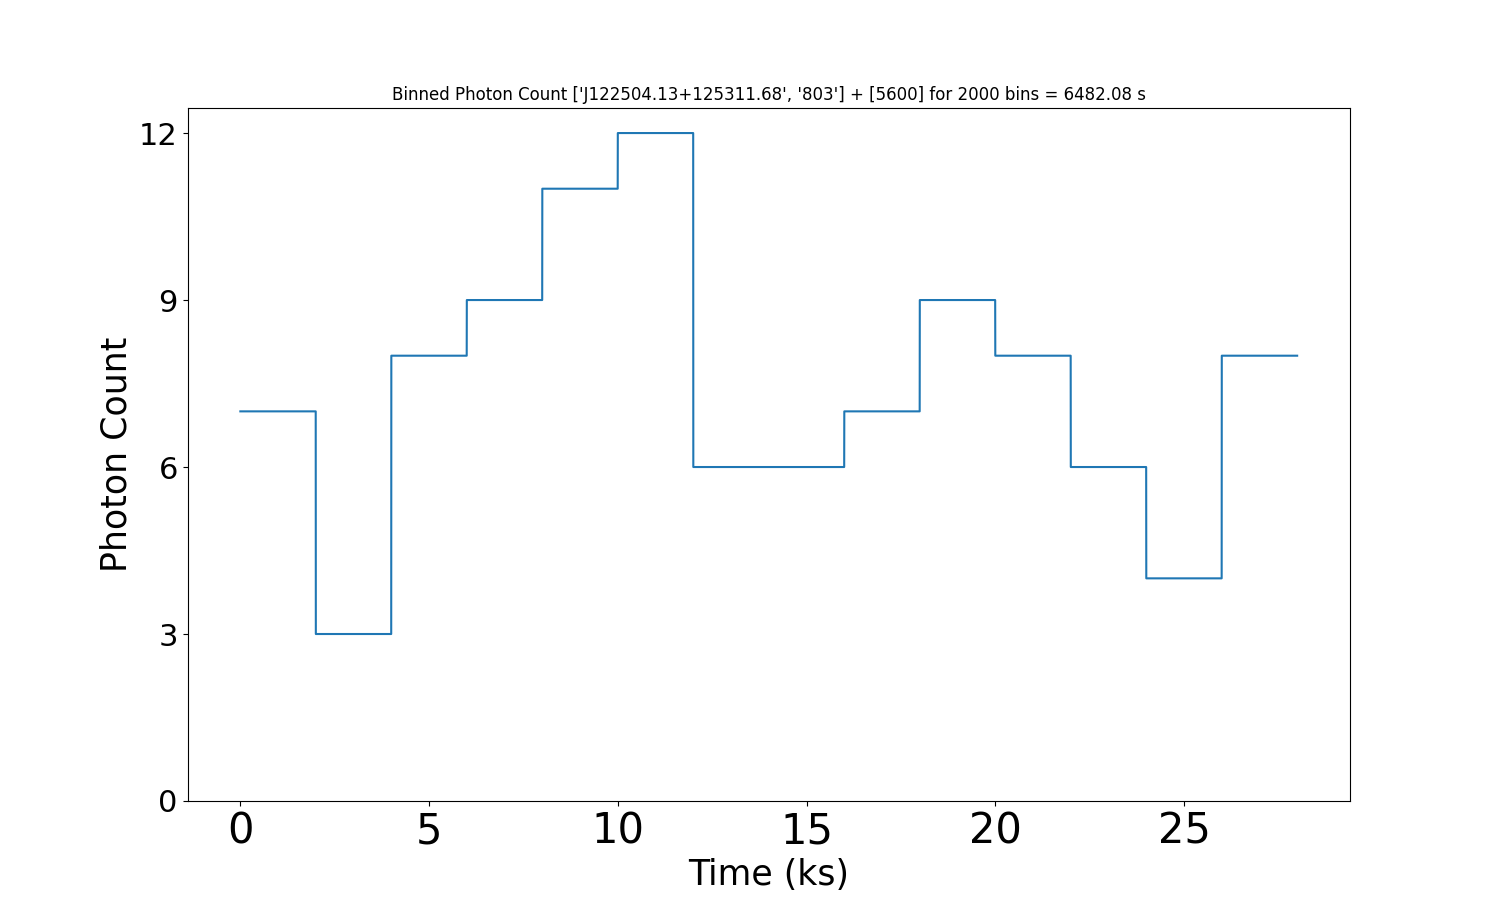 Binned Photon Count ['J122504.13+125311.68', '803'] + [5600] for 2000 bins = 6482.08 s
12
9
6
3
0
Photon Count
0 5 10 15 20 25
Time (ks)